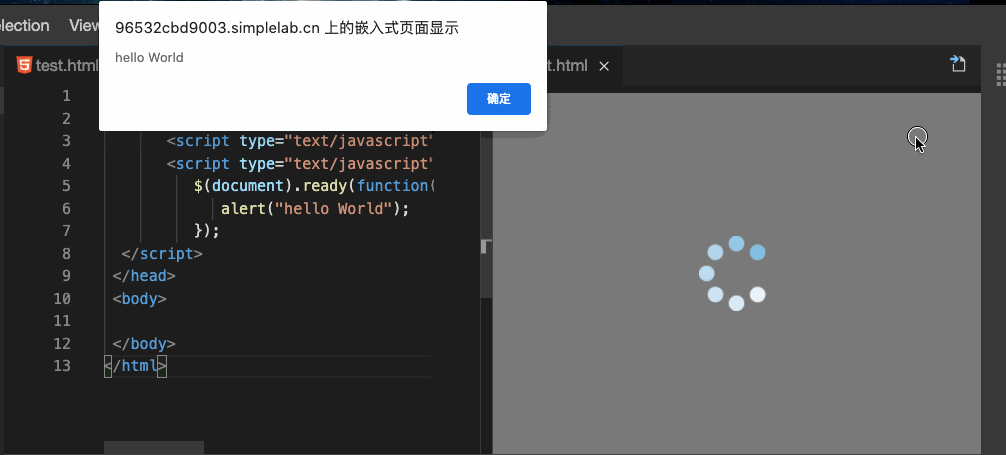 election View
96532cbd9003.simplelab.cn 上的嵌入式页面显示
hello World
确定
test.html
t.html
1
2
3 <script type="text/javascript"
4 <script type="text/javascript"
5 $(document).ready(function(
6 alert("hello World");
7 });
8 </script>
9 </head>
10 <body>
11
12 </body>
13 </html>